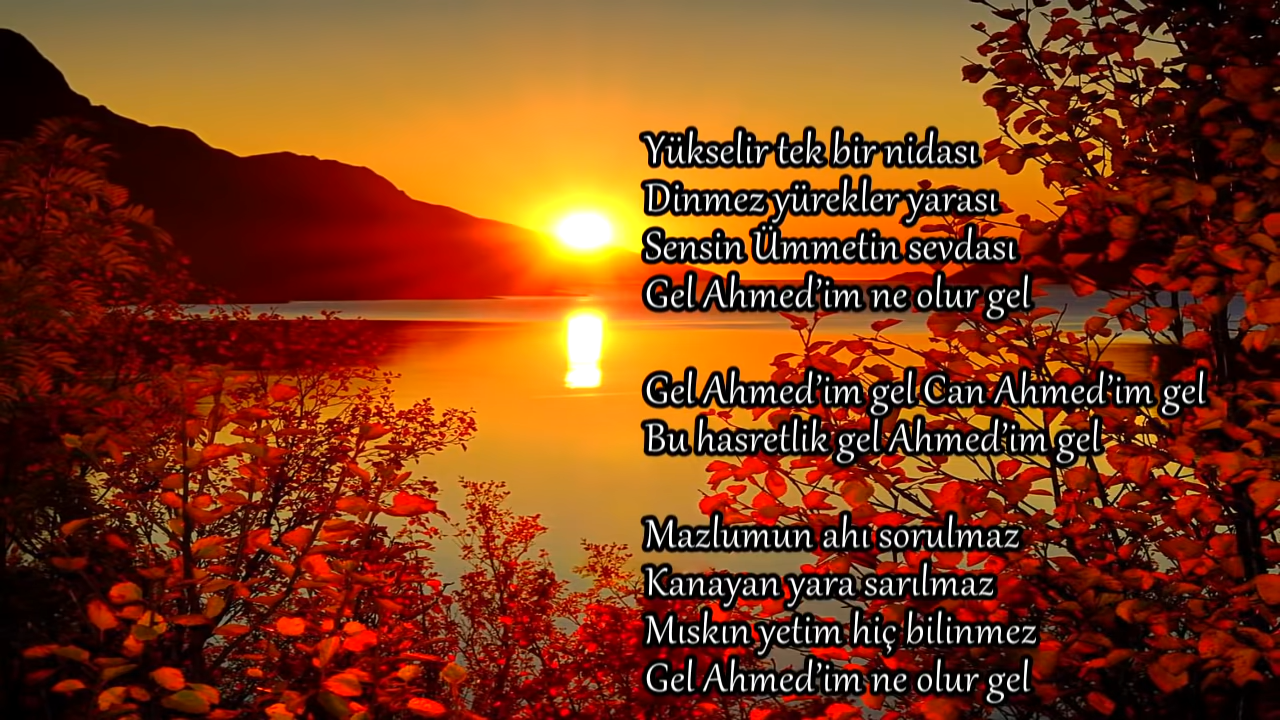 Yükselir tek bir nidası
Dinmez yürekler yarası
Sensin Ümmetin sevdası
Gel Ahmed’im ne olur gel
Gel Ahmed’im gel Can Ahmed’im gel
Bu hasretlik gel Ahmed’im gel
Mazlumun ahı sorulmaz
Kanayan yara sarılmaz
Mıskın yetim hiç bilinmez
Gel Ahmed’im ne olur gel